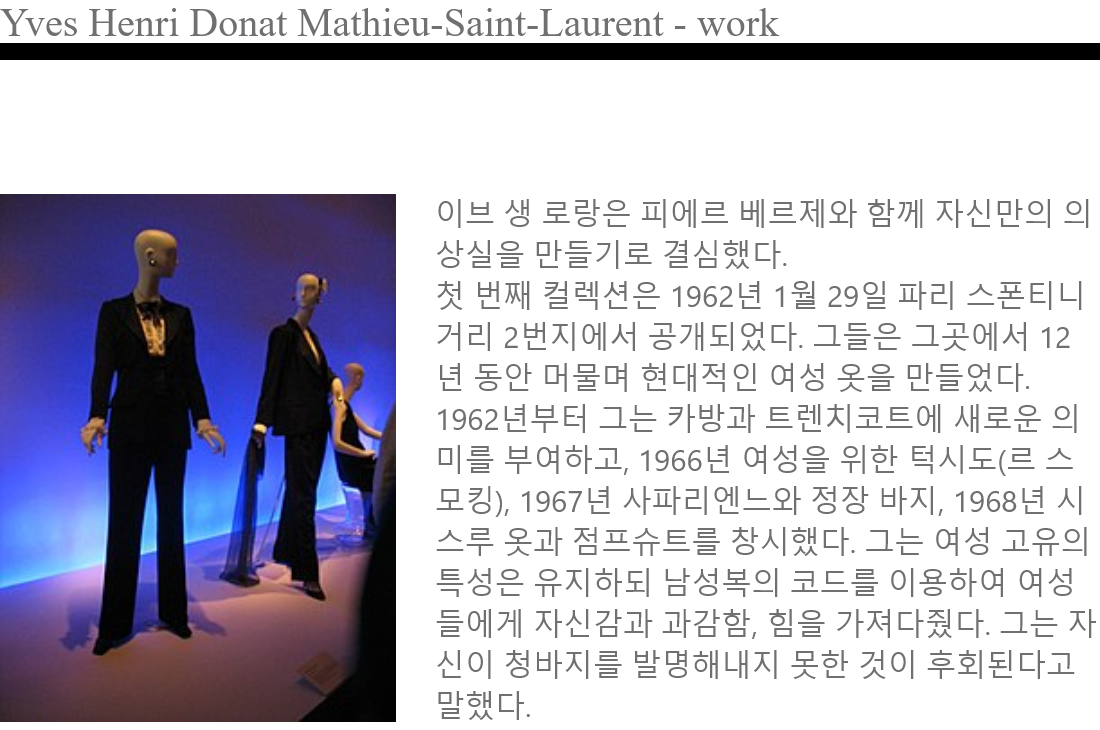 Yves Henri Donat Mathieu-Saint-Laurent - work
이브 생 로랑은 피에르 베르제와 함께 자신만의 의
상실을 만들기로 결심했다.
첫 번째 컬렉션은 1962년 1월 29일 파리 스폰티니
거리 2번지에서 공개되었다. 그들은 그곳에서 12
년 동안 머물며 현대적인 여성 옷을 만들었다.
1962년부터 그는 카방과 트렌치코트에 새로운 의
미를 부여하고, 1966년 여성을 위한 턱시도(르 스
모킹), 1967년 사파리엔느와 정장 바지, 1968년 시
스루 옷과 점프슈트를 창시했다. 그는 여성 고유의
특성은 유지하되 남성복의 코드를 이용하여 여성
들에게 자신감과 과감함, 힘을 가져다줬다. 그는 자
신이 청바지를 발명해내지 못한 것이 후회된다고
말했다.